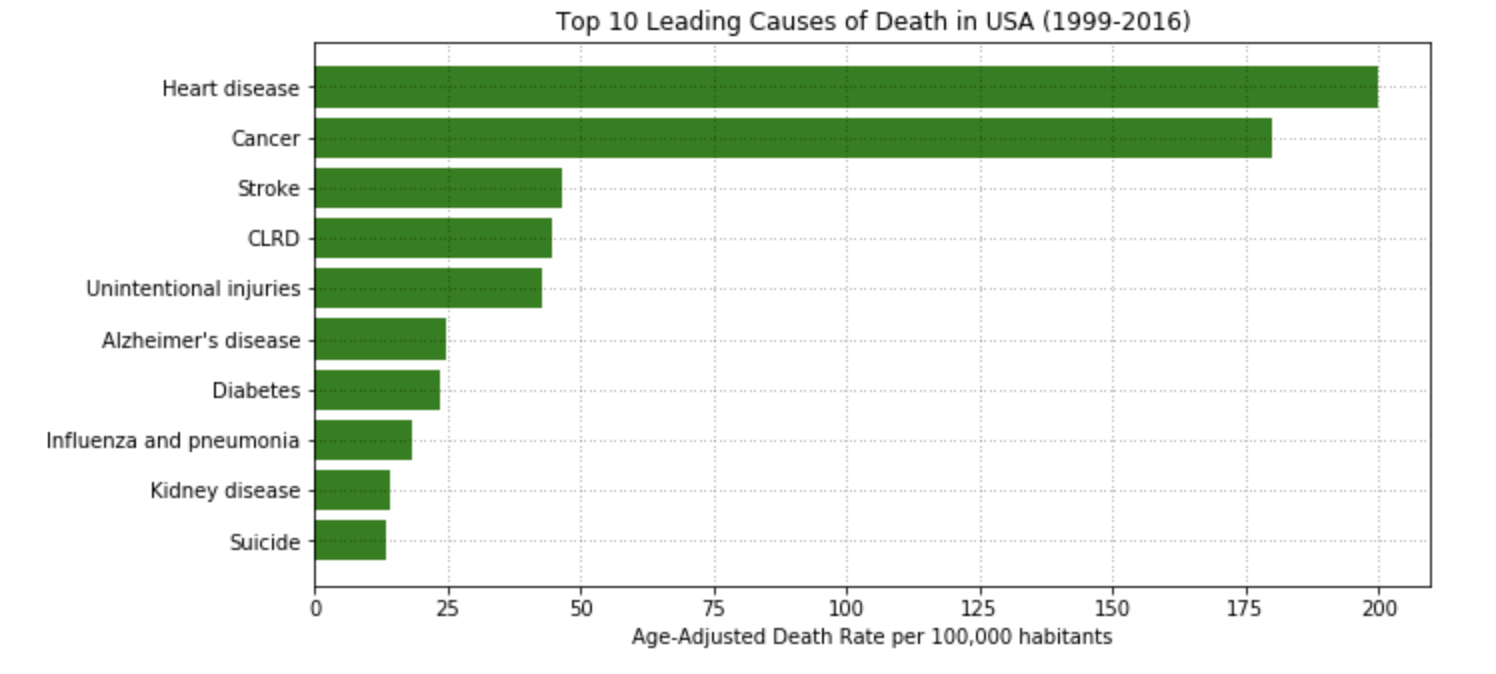 Top 10 Leading Causes of Death in USA (1999-2016)
Heart disease
Cancer
Stroke
CLRD
Unintentional injuries
Alzheimer's disease
Diabetes
Influenza and pneumonia
Kidney disease
Suicide
0 25 50 75 100 125 150 175 200
Age-Adjusted Death Rate per 100,000 habitants